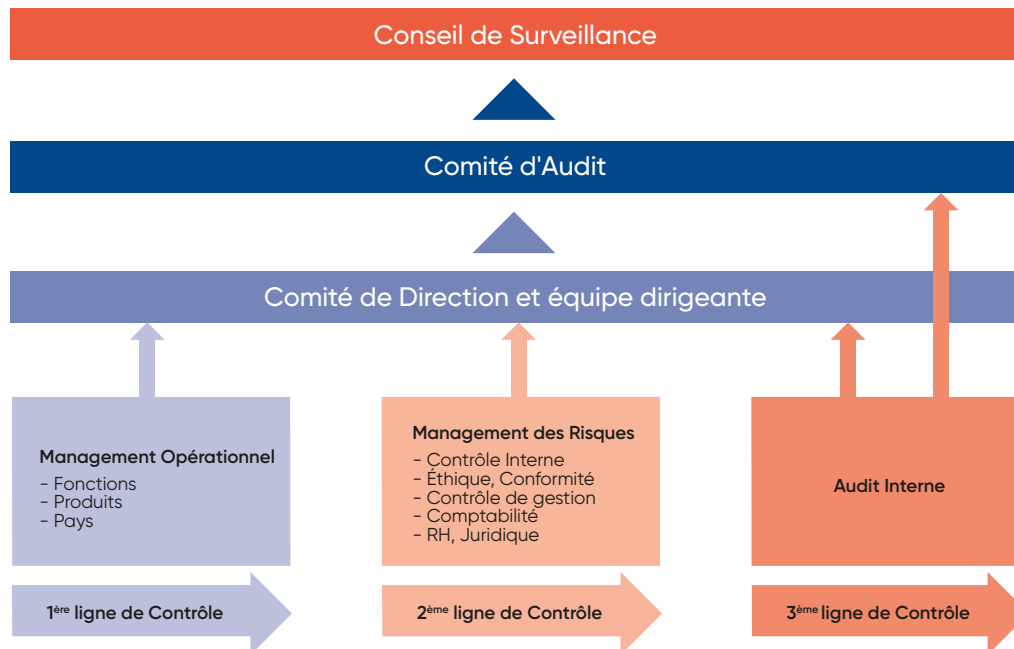 Conseil de Surveillance
Comité d'Audit
Comité de Direction et équipe dirigeante
Management Opérationnel
- Fonctions
- Produits
- Pays
Management des Risques
- Contrôle Interne
- Éthique, Conformité
- Contrôle de gestion
- Comptabilité
- RH, Juridique
Audit Interne
1ère ligne de Contrôle
2ème ligne de Contrôle
3ème ligne de Contrôle